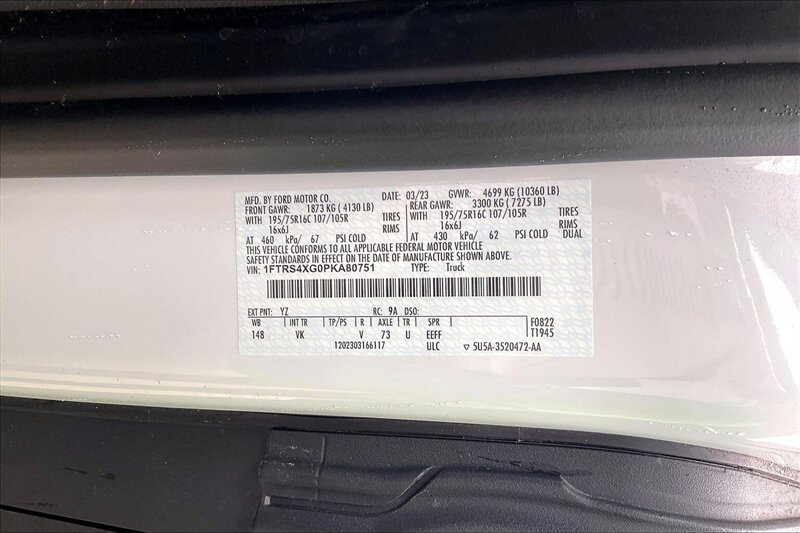 MFD. BY FORD MOTOR CO. DATE: 03/23 GVWR: 4699 KG (10360 LB)
FRONT GAWR: 1873 KG ( 4130 LB) REAR GAWR: 3300 KG ( 7275 LB)
WITH 195/75R16C 107/105R TIRES WITH 195/75R16C 107/105R TIRES
16x6J RIMS 16x6J RIMS
AT 460 kPa/ 67 PSI COLD AT 430 kPa/ 62 PSI COLD DUAL
THIS VEHICLE CONFORMS TO ALL APPLICABLE FEDERAL MOTOR VEHICLE
SAFETY STANDARDS IN EFFECT ON THE DATE OF MANUFACTURE SHOWN ABOVE.
VIN: 1FTRS4XG0PKA80751 TYPE: Truck
EXT PNT: YZ RC: 9A DSO:
WB INT TR TP/PS R AXLE TR SPR F0822
148 VK V 73 U EEFF T1945
1202303166117 ULC ▽ 5U5A-3520472-AA